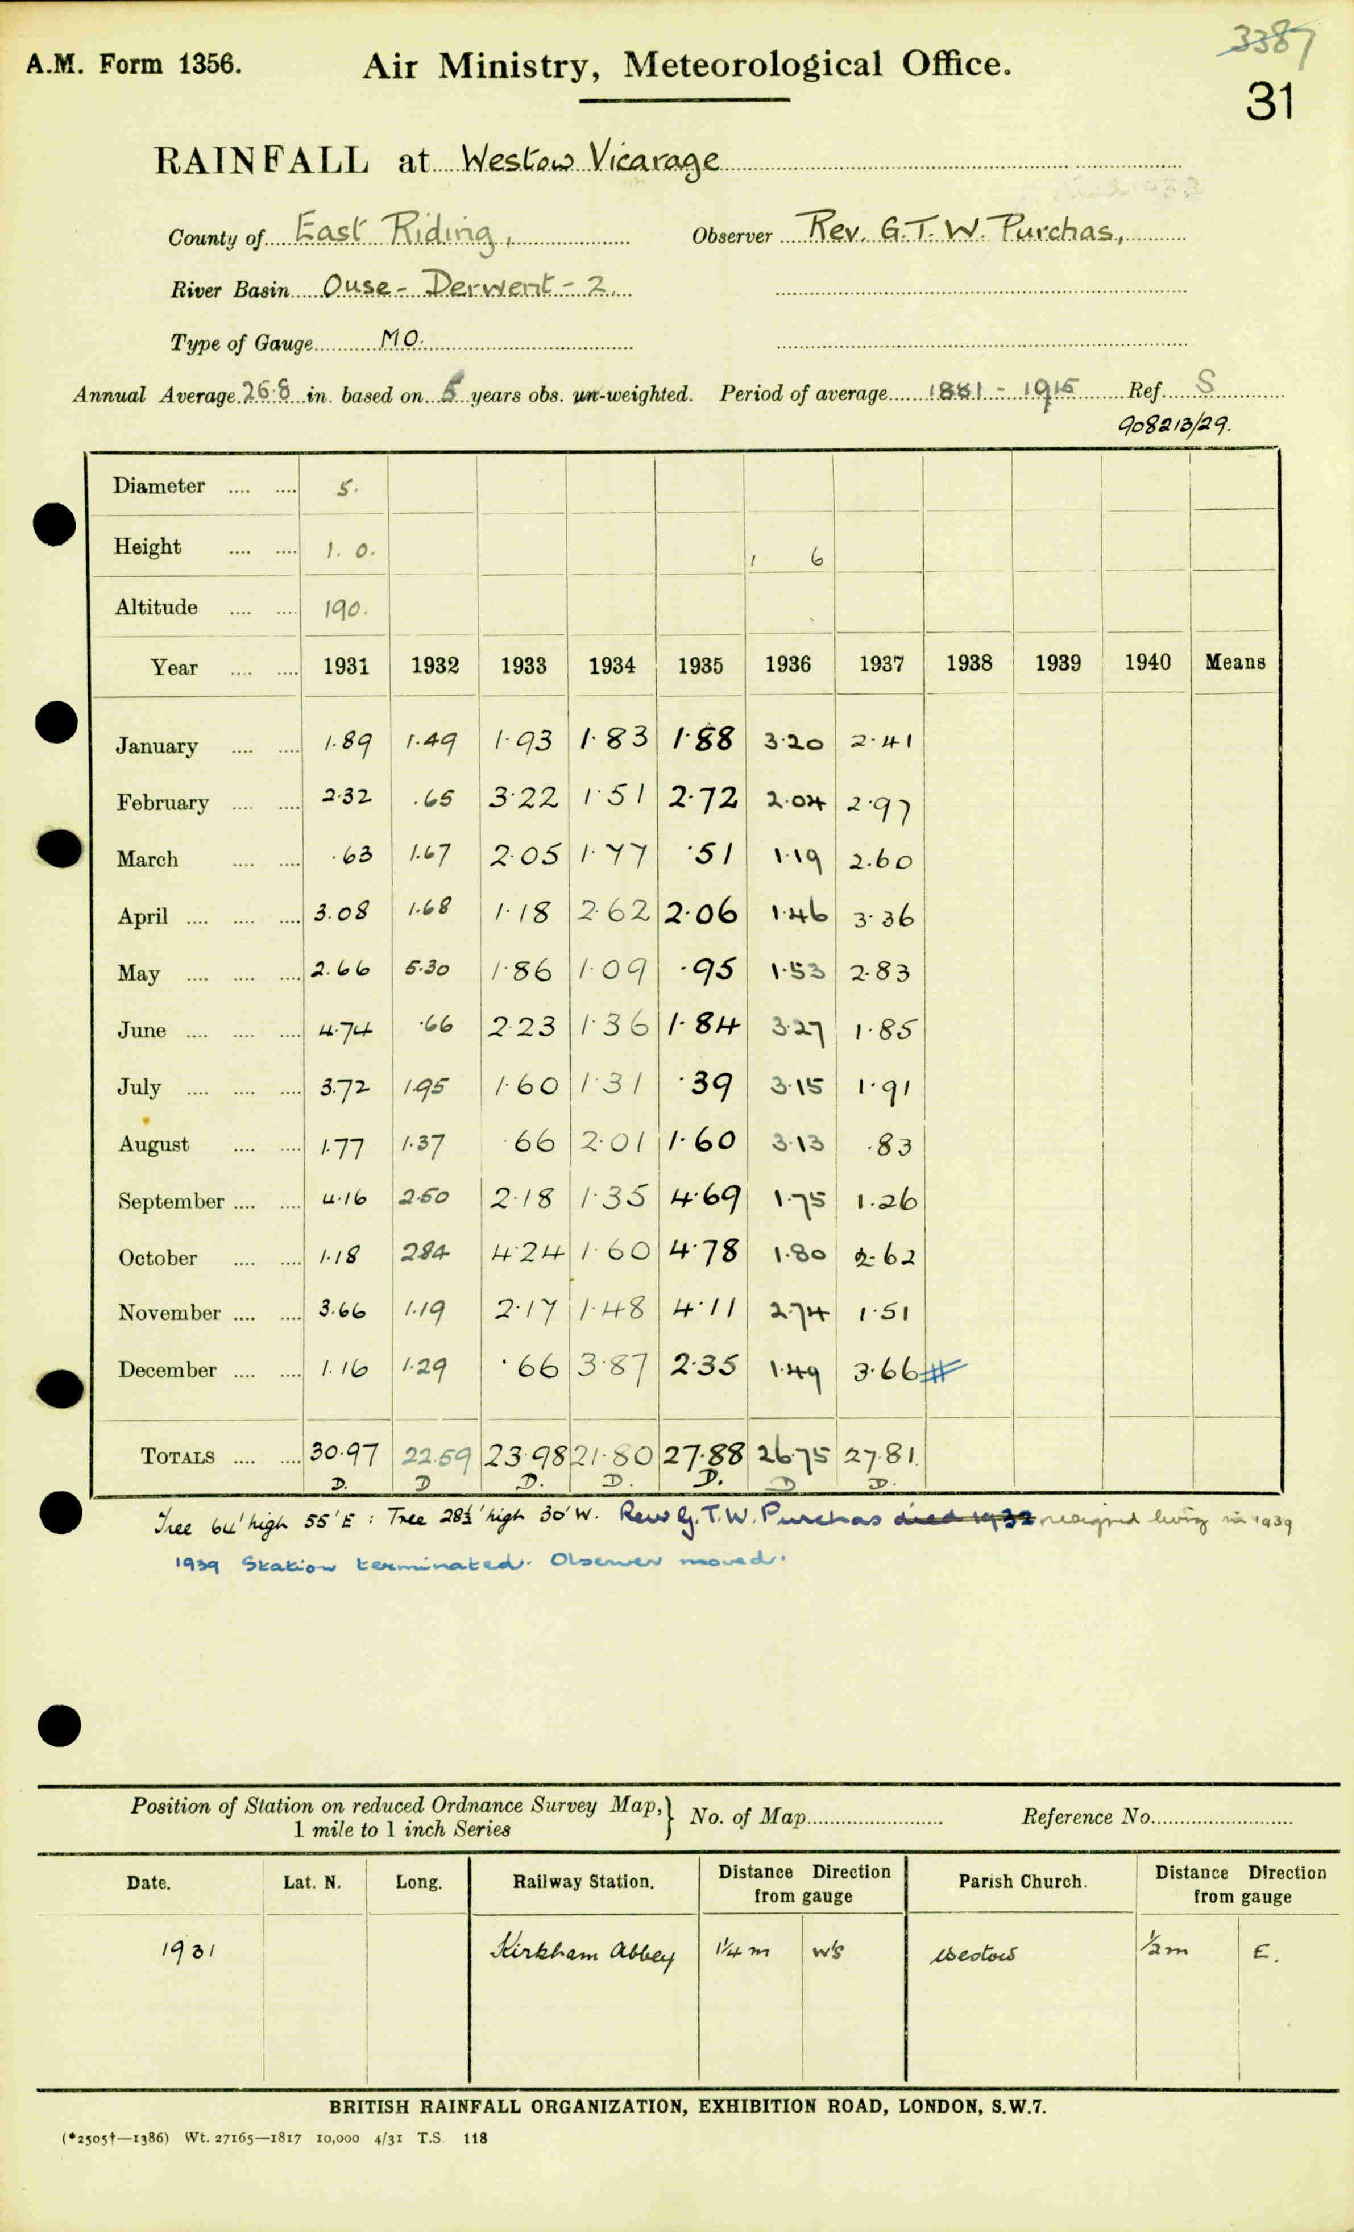 3387
A.M. Form 1356. Air Ministry, Meteorological Office.
31
RAINFALL at Westow Vicarage
County of East Riding, Observer Rev. G.T.W. Purchas,
River Basin Ouse - Derwent - 2.
Type of Gauge MO.
Annual Average 26.8 in. based on 5 years obs. un-weighted. Period of average 1881 - 1915 Ref. S
908213/29.
Diameter 5.
Height 1. 0. 1 6
Altitude 190.
Year 1931 1932 1933 1934 1935 1936 1937 1938 1939 1940 Means
January 1.89 1.49 1.93 1.83 1.88 3.20 2.41
February 2.32 .65 3.22 1.51 2.72 2.04 2.97
March .63 1.67 2.05 1.77 .51 1.19 2.60
April 3.08 1.68 1.18 2.62 2.06 1.46 3.36
May 2.66 5.30 1.86 1.09 .95 1.53 2.83
June 4.74 .66 2.23 1.36 1.84 3.27 1.85
July 3.72 1.95 1.60 1.31 .39 3.15 1.91
August 1.77 1.37 .66 2.01 1.60 3.13 .83
September 4.16 2.50 2.18 1.35 4.69 1.75 1.26
October 1.18 2.84 4.24 1.60 4.78 1.80 2.62
November 3.66 1.19 2.17 1.48 4.11 2.74 1.51
December 1.16 1.29 .66 3.87 2.35 1.49 3.66 #
TOTALS 30.97 22.59 23.98 21.80 27.88 26.75 27.81
D. D D. D. D. D D.
Tree 64' high 55' E : Tree 28½' high 30' W. Rev G. T. W. Purchas died 1932 resigned living in 1939
1939 Station terminated. Observer moved.
Position of Station on reduced Ordnance Survey Map, } No. of Map Reference No.
1 mile to 1 inch Series
Date. Lat. N. Long. Railway Station. Distance Direction from gauge Parish Church. Distance Direction from gauge
1931 Kirkham Abbey 1¼ m W'S Westow ½ m E.
BRITISH RAINFALL ORGANIZATION, EXHIBITION ROAD, LONDON, S.W.7.
(*2505†—1386) Wt. 27165—1817 10,000 4/31 T.S. 118